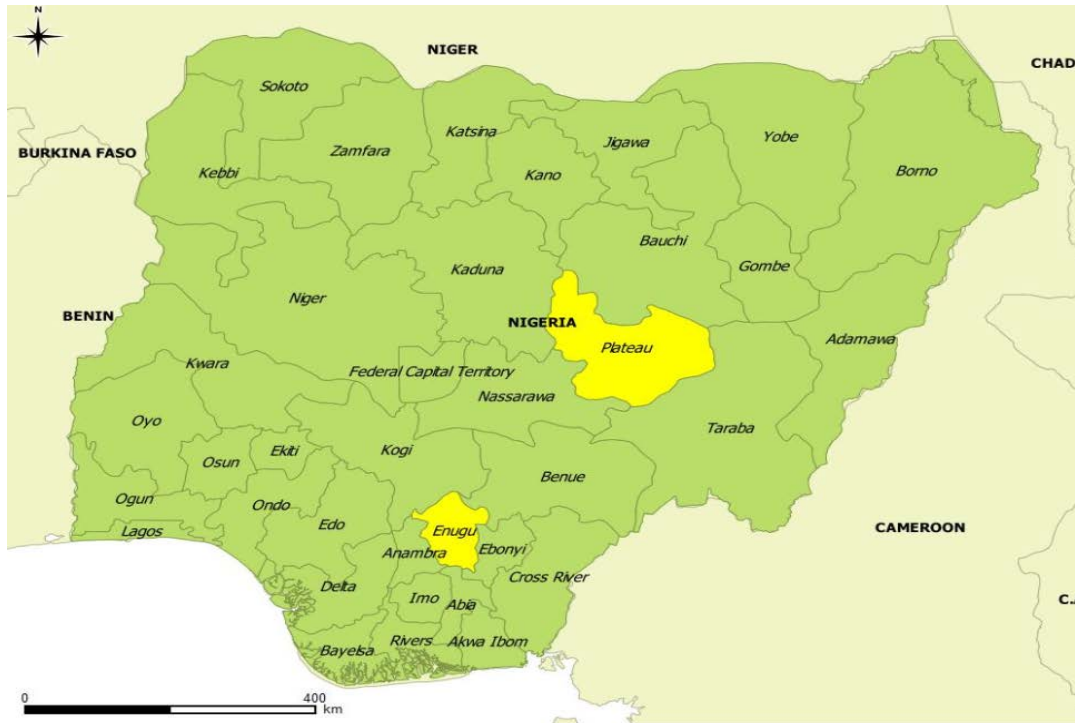 N
NIGER
CHAD
Sokoto
Katsina
Jigawa
Yobe
Zamfara
BURKINA FASO
Kebbi
Kano
Borno
Bauchi
Kaduna
Gombe
Niger
BENIN
NIGERIA
Plateau
Adamawa
Kwara
Federal Capital Territory
Nassarawa
Oyo
Taraba
Kogi
Ekiti
Osun
Benue
Ogun
Ondo
Edo
Lagos
Enugu
CAMEROON
Anambra
Ebonyi
Cross River
Delta
Imo
Abia
C.
Bayelsa
Rivers
Akwa Ibom
0
400
km